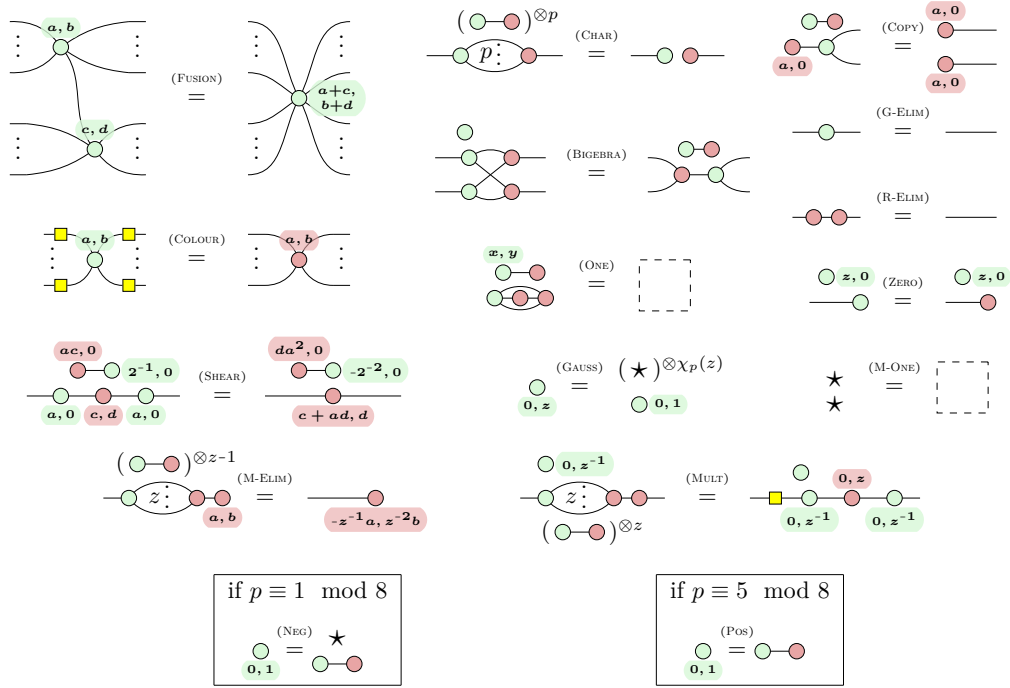 a, b
c, d
(FUSION)
=
a+c,
b+d
( )⊗p
p
(CHAR)
=
a, 0
(COPY)
=
a, 0
a, 0
(G-ELIM)
=
(BIGEBRA)
=
(R-ELIM)
=
a, b
(COLOUR)
=
a, b
x, y
(ONE)
=
z, 0
(ZERO)
=
z, 0
ac, 0
2⁻¹, 0
a, 0
c, d
a, 0
(SHEAR)
=
da², 0
-2⁻², 0
c + ad, d
0, z
(GAUSS)
=
(★)⊗χₚ(z)
0, 1
★
★
(M-ONE)
=
( )⊗z-1
z
a, b
(M-ELIM)
=
-z⁻¹a, z⁻²b
0, z⁻¹
z
( )⊗z
(MULT)
=
0, z
0, z⁻¹
0, z⁻¹
if p ≡ 1 mod 8
0, 1
(NEG)
=
★
if p ≡ 5 mod 8
0, 1
(POS)
=